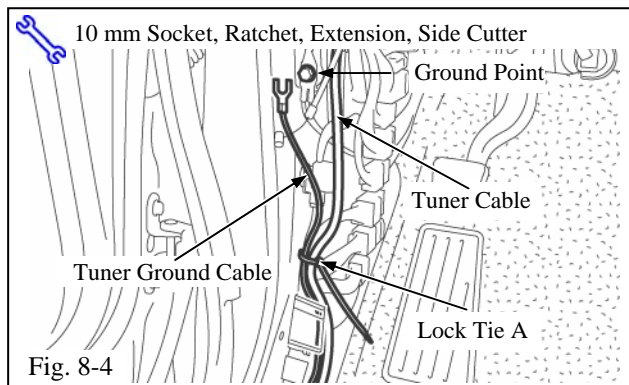 10 mm Socket, Ratchet, Extension, Side Cutter
Ground Point
Tuner Cable
Tuner Ground Cable
Lock Tie A
Fig. 8-4